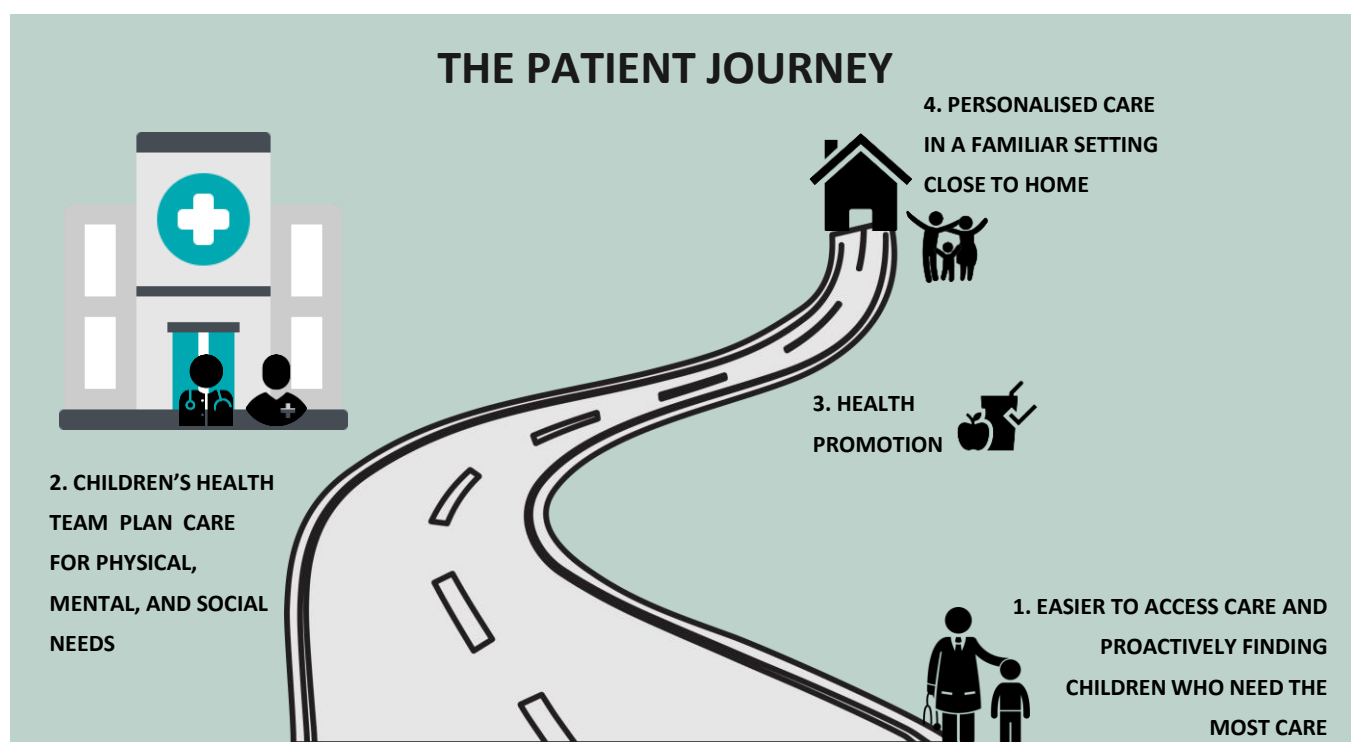 THE PATIENT JOURNEY
4. PERSONALISED CARE
IN A FAMILIAR SETTING
CLOSE TO HOME
3. HEALTH
PROMOTION
2. CHILDREN’S HEALTH
TEAM PLAN CARE
FOR PHYSICAL,
MENTAL, AND SOCIAL
NEEDS
1. EASIER TO ACCESS CARE AND
PROACTIVELY FINDING
CHILDREN WHO NEED THE
MOST CARE